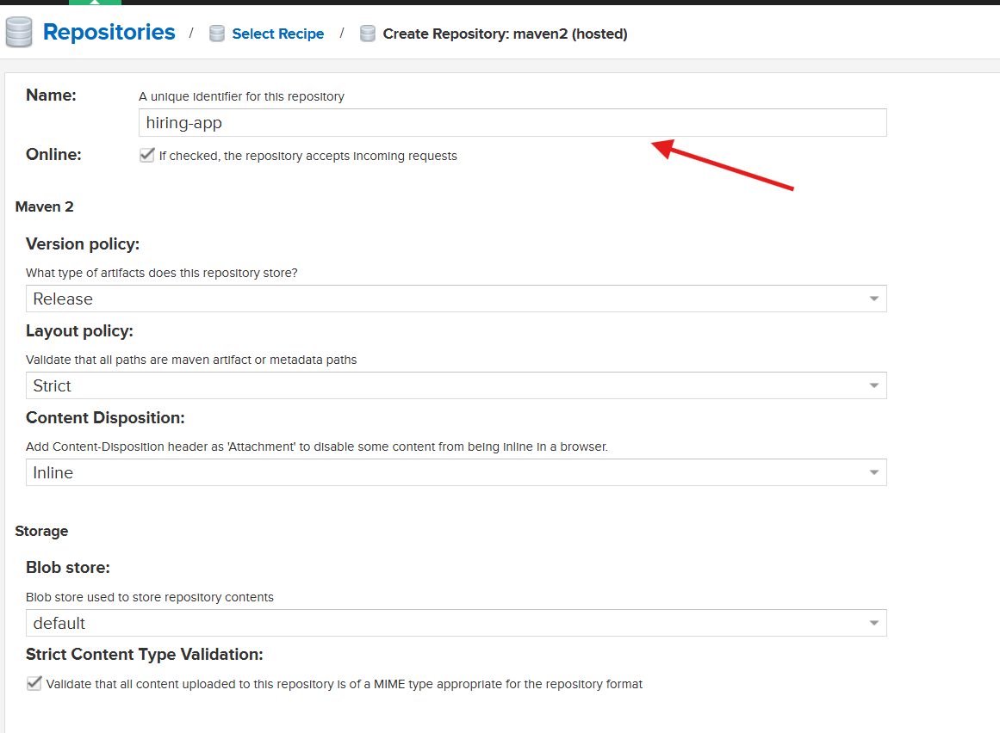 Repositories / Select Recipe / Create Repository: maven2 (hosted)
Name: A unique identifier for this repository
hiring-app
Online: If checked, the repository accepts incoming requests
Maven 2
Version policy:
What type of artifacts does this repository store?
Release
Layout policy:
Validate that all paths are maven artifact or metadata paths
Strict
Content Disposition:
Add Content-Disposition header as 'Attachment' to disable some content from being inline in a browser.
Inline
Storage
Blob store:
Blob store used to store repository contents
default
Strict Content Type Validation:
Validate that all content uploaded to this repository is of a MIME type appropriate for the repository format